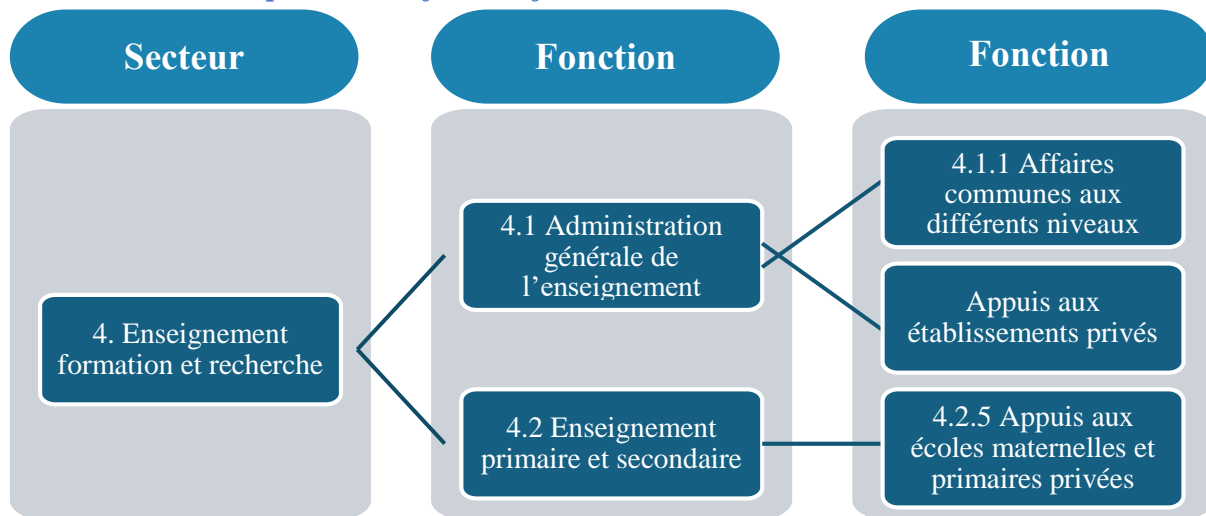 Secteur
Fonction
Fonction
4. Enseignement
formation et recherche
4.1 Administration
générale de
l’enseignement
4.2 Enseignement
primaire et secondaire
4.1.1 Affaires
communes aux
différents niveaux
Appuis aux
établissements privés
4.2.5 Appuis aux
écoles maternelles et
primaires privées